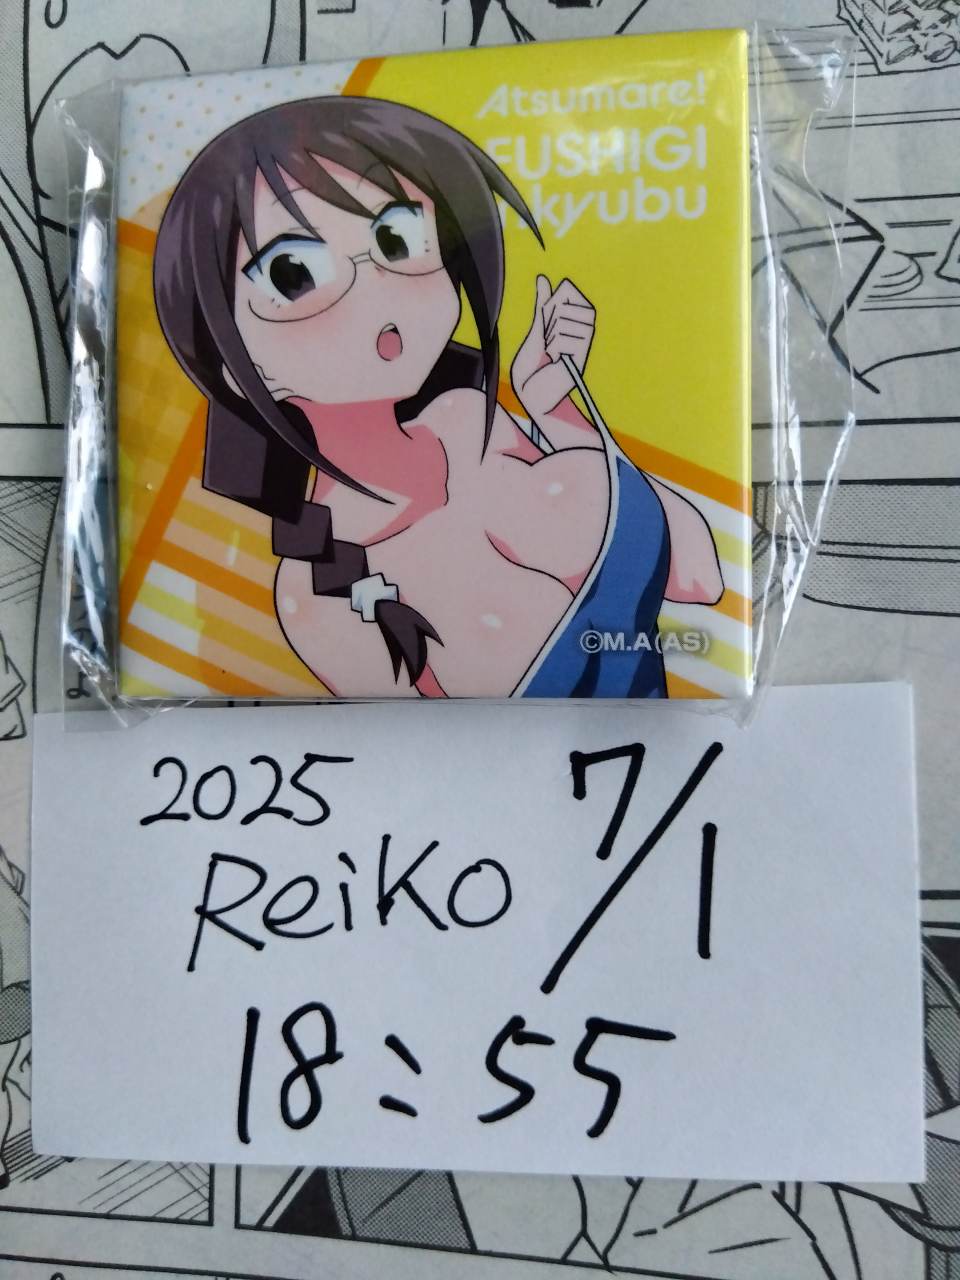 Atsumare!
FUSHIGI
kyubu
©M.A(AS)
2025 7/1
Reiko
18:55